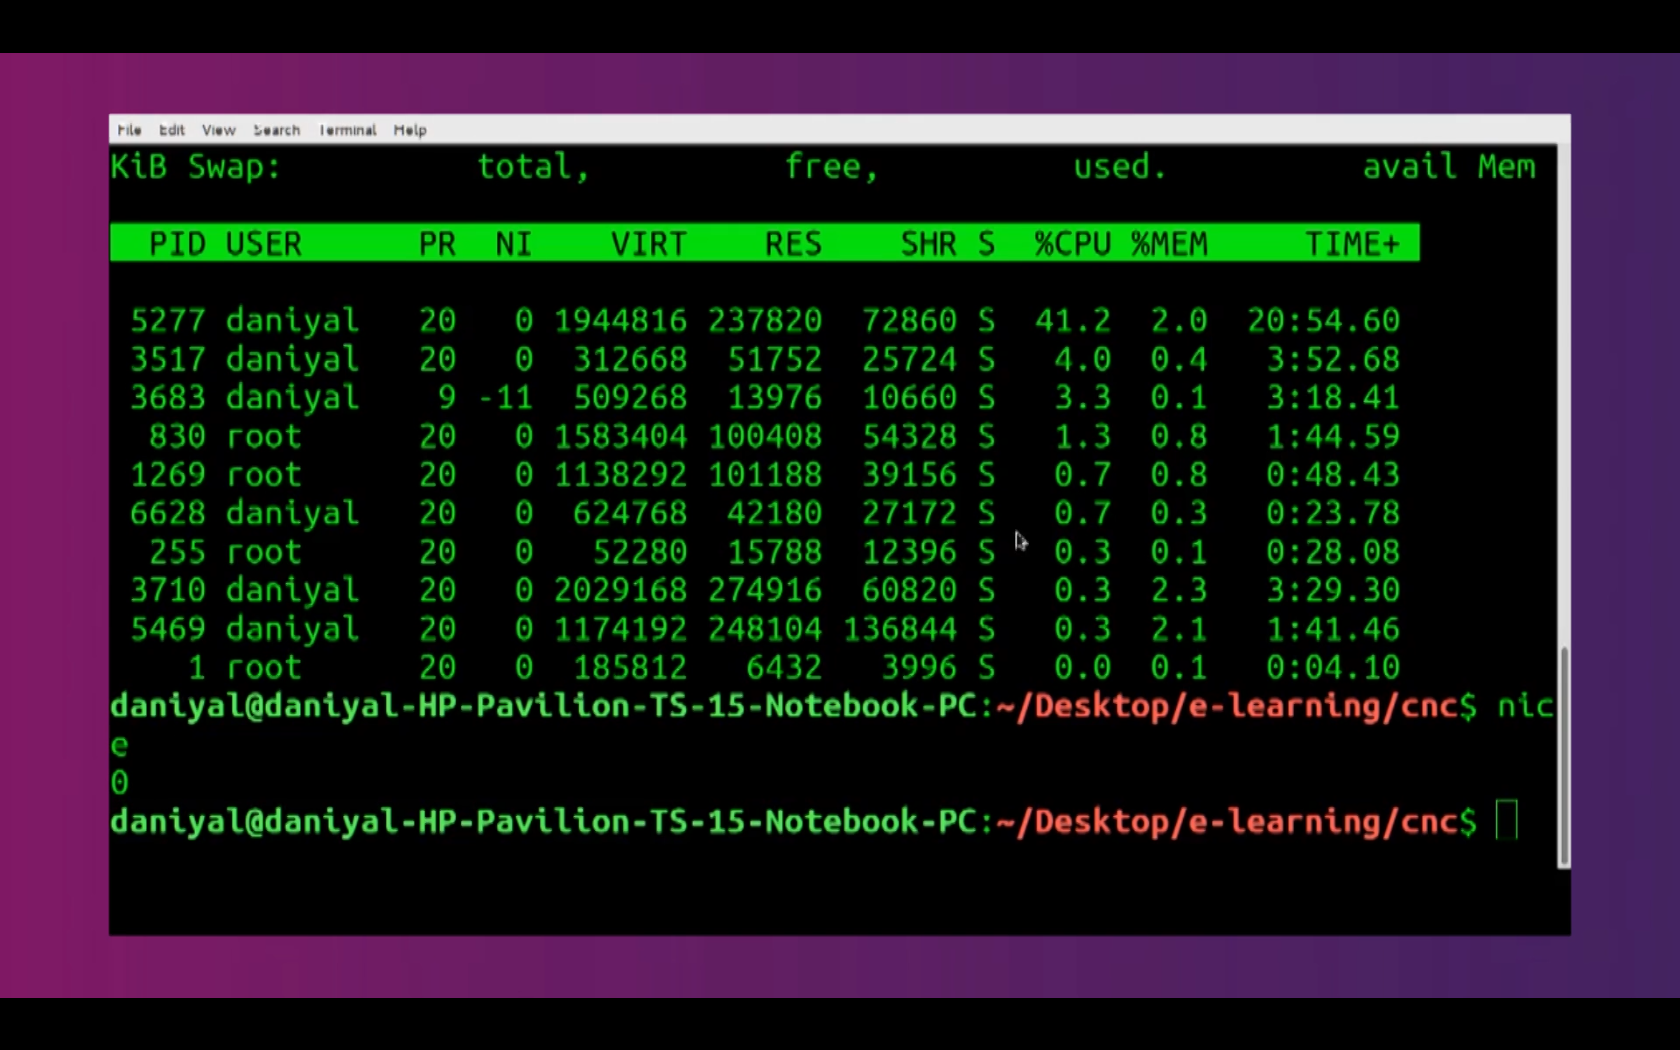 File Edit View Search Terminal Help
KiB Swap: total, free, used. avail Mem
PID USER PR NI VIRT RES SHR S %CPU %MEM TIME+
5277 daniyal 20 0 1944816 237820 72860 S 41.2 2.0 20:54.60
3517 daniyal 20 0 312668 51752 25724 S 4.0 0.4 3:52.68
3683 daniyal 9 -11 509268 13976 10660 S 3.3 0.1 3:18.41
830 root 20 0 1583404 100408 54328 S 1.3 0.8 1:44.59
1269 root 20 0 1138292 101188 39156 S 0.7 0.8 0:48.43
6628 daniyal 20 0 624768 42180 27172 S 0.7 0.3 0:23.78
255 root 20 0 52280 15788 12396 S 0.3 0.1 0:28.08
3710 daniyal 20 0 2029168 274916 60820 S 0.3 2.3 3:29.30
5469 daniyal 20 0 1174192 248104 136844 S 0.3 2.1 1:41.46
1 root 20 0 185812 6432 3996 S 0.0 0.1 0:04.10
daniyal@daniyal-HP-Pavilion-TS-15-Notebook-PC:~/Desktop/e-learning/cnc$ nic
e
0
daniyal@daniyal-HP-Pavilion-TS-15-Notebook-PC:~/Desktop/e-learning/cnc$